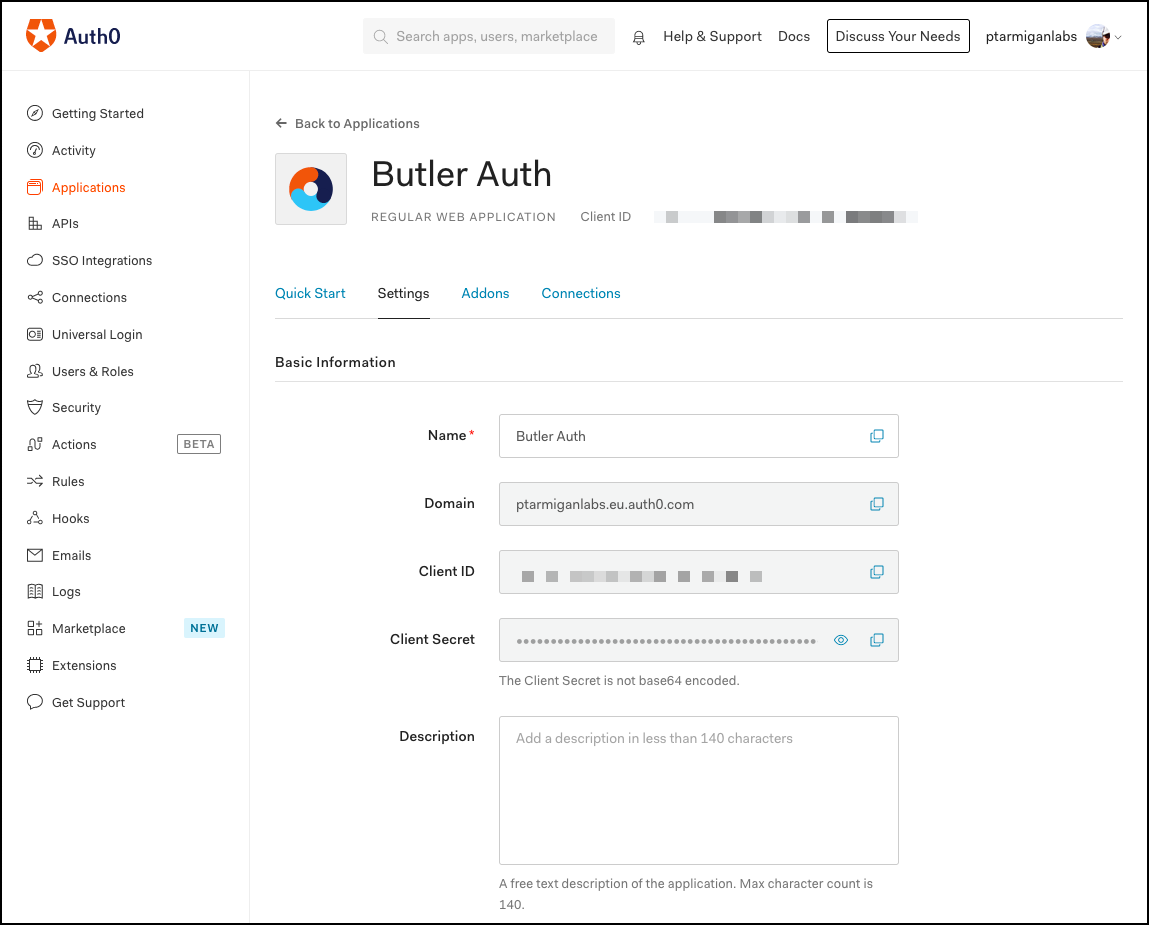 Auth0
Search apps, users, marketplace
Help & Support
Docs
Discuss Your Needs
ptarmiganlabs
Getting Started
Activity
Applications
APIs
SSO Integrations
Connections
Universal Login
Users & Roles
Security
Actions BETA
Rules
Hooks
Emails
Logs
Marketplace NEW
Extensions
Get Support
Back to Applications
Butler Auth
REGULAR WEB APPLICATION Client ID
Quick Start Settings Addons Connections
Basic Information
Name * Butler Auth
Domain ptarmiganlabs.eu.auth0.com
Client ID
Client Secret
The Client Secret is not base64 encoded.
Description Add a description in less than 140 characters
A free text description of the application. Max character count is
140.